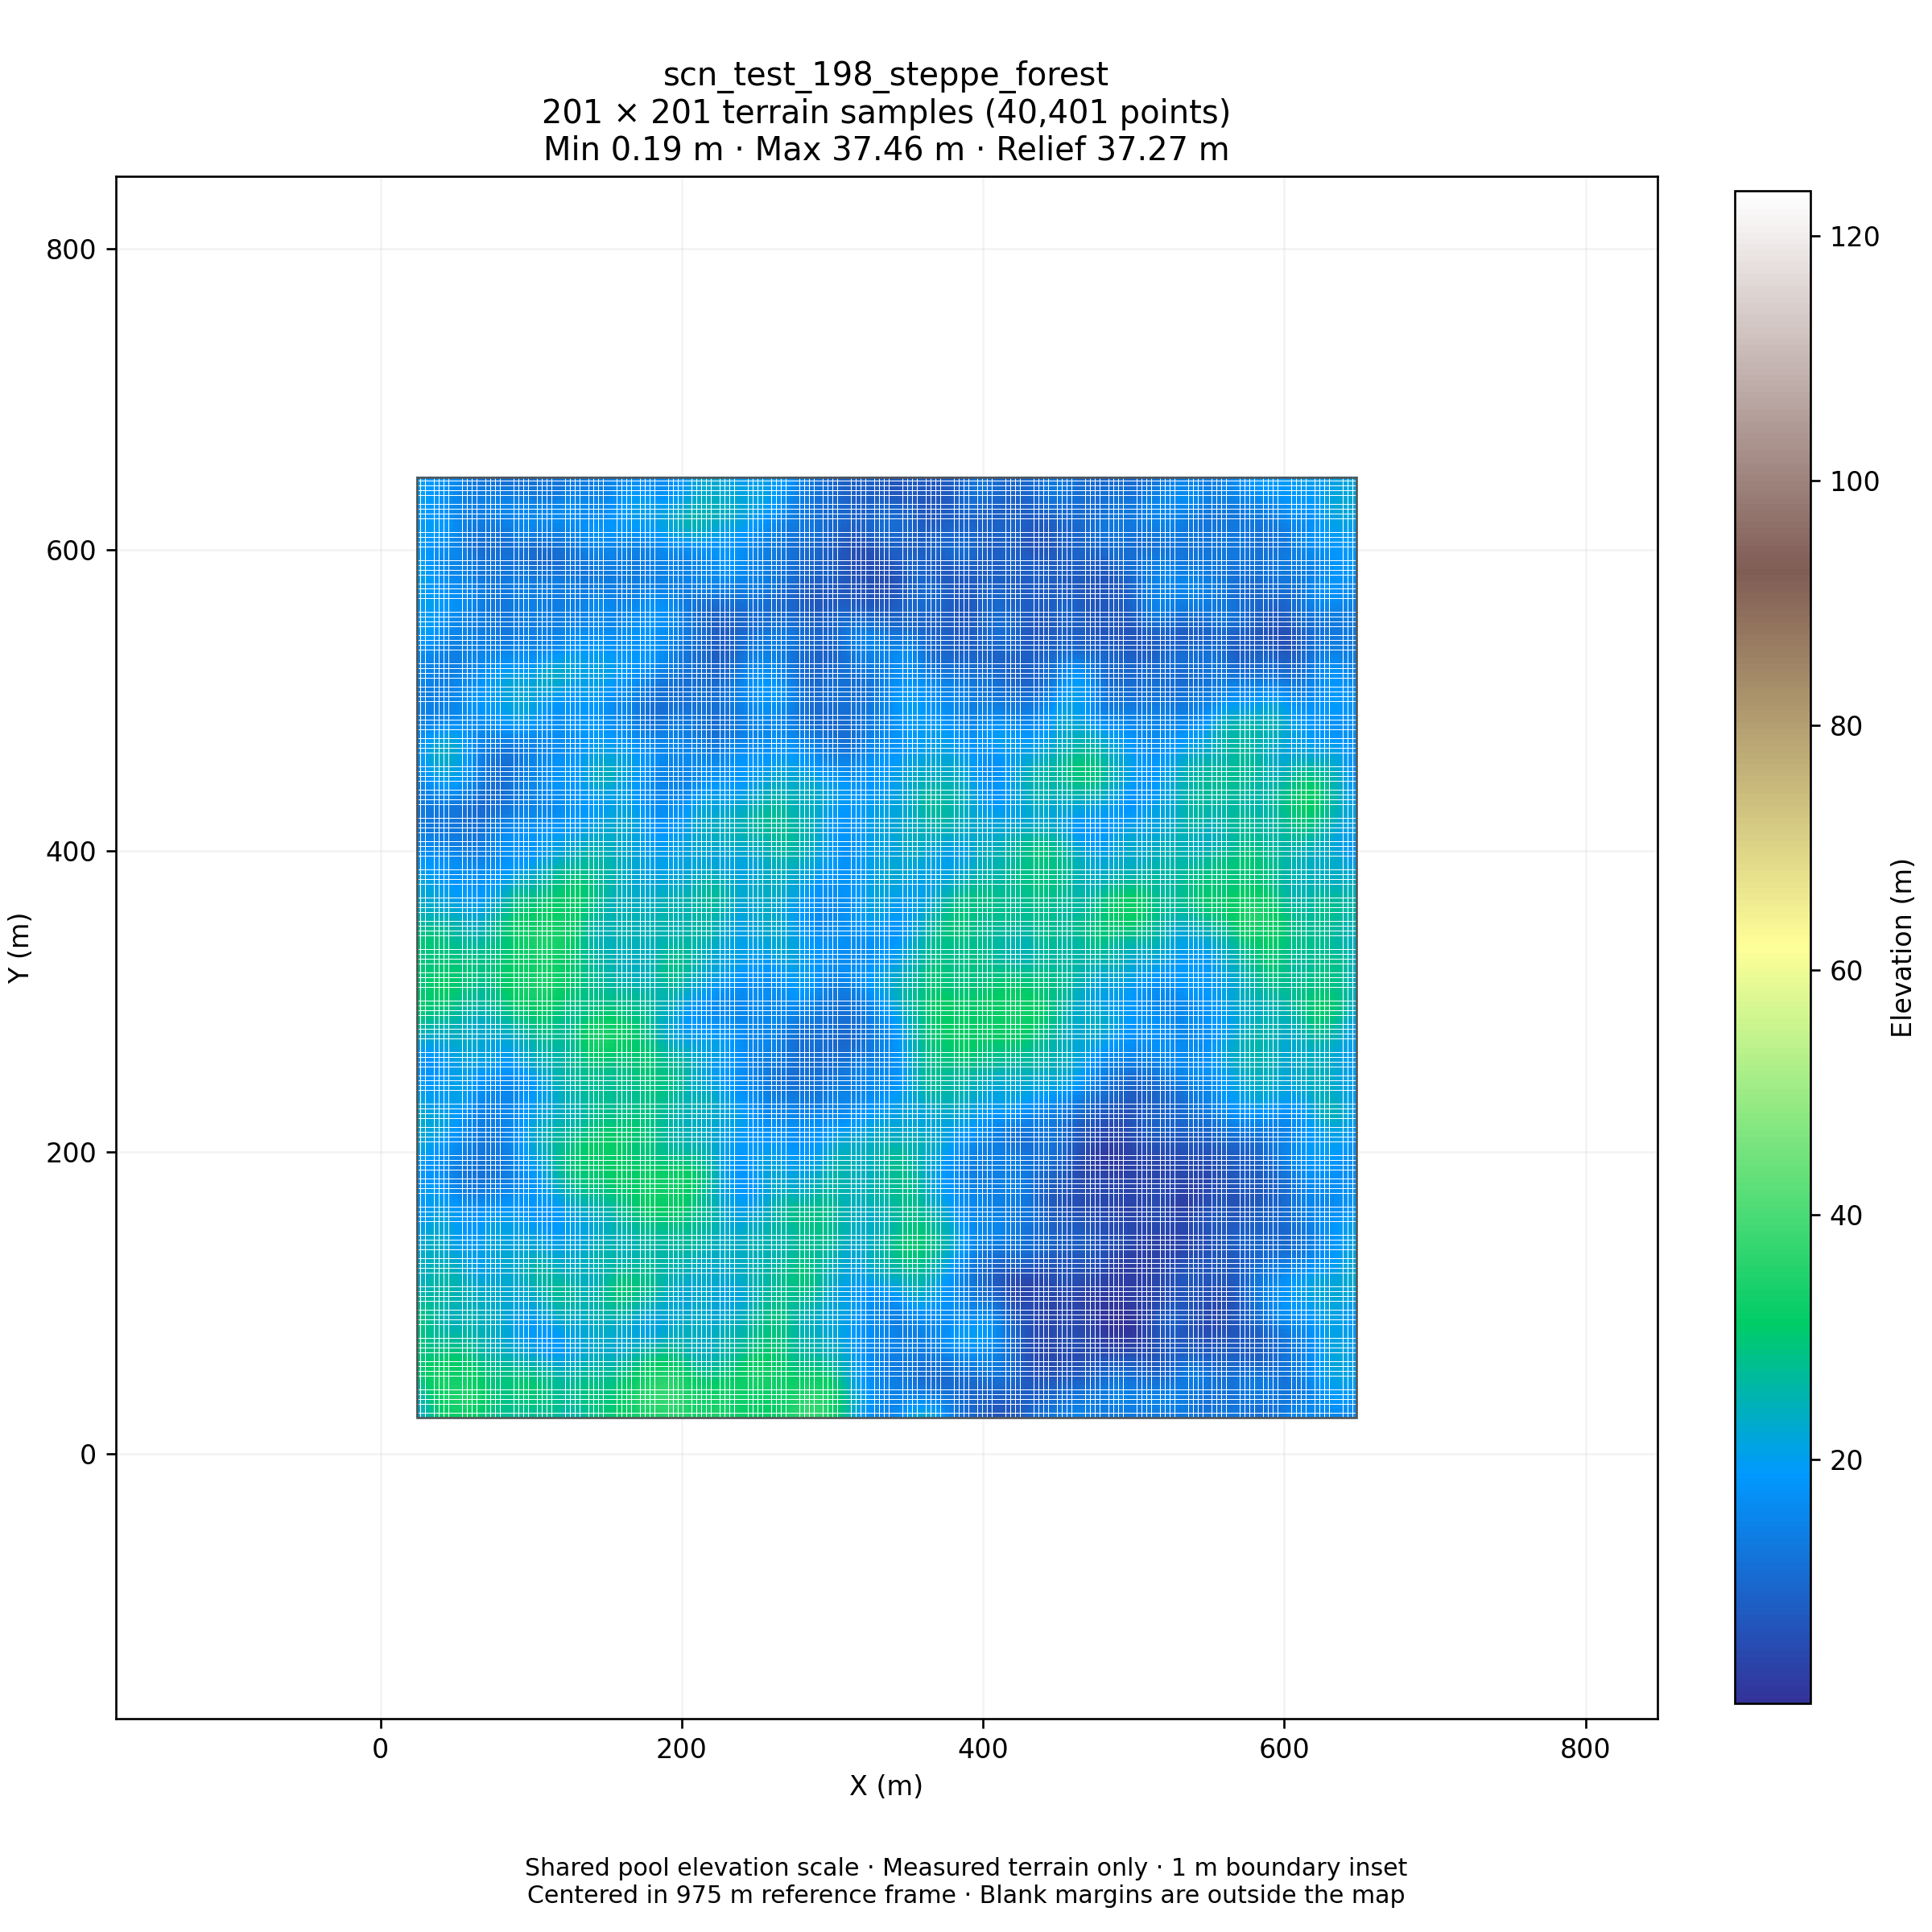 scn_test_198_steppe_forest
201 × 201 terrain samples (40,401 points)
Min 0.19 m · Max 37.46 m · Relief 37.27 m
800
600
400
200
0
Y (m)
0
200
400
600
800
X (m)
120
100
80
60
40
20
Elevation (m)
Shared pool elevation scale · Measured terrain only · 1 m boundary inset
Centered in 975 m reference frame · Blank margins are outside the map